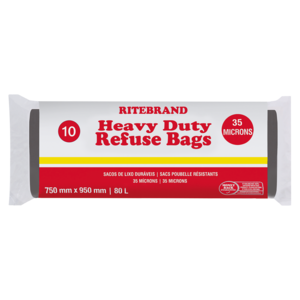 RITEBRAND
10
Heavy Duty
Refuse Bags
35
MICRONS
SACOS DE LIXO DURÁVEIS | SACS POUBELLE RÉSISTANTS
35 MÍCRONS | 35 MICRONS
750 mm x 950 mm | 80 L